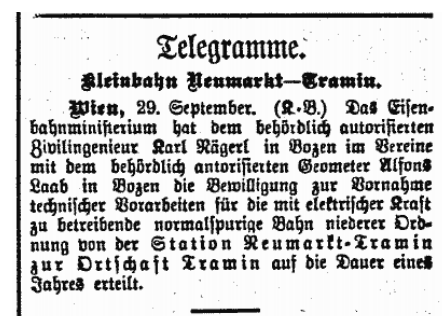 Telegramme.
Kleinbahn Neumarkt—Tramin.
Wien, 29. September. (K.-B.) Das Eisen-
bahnministerium hat dem behördlich autorisierten
Zivilingenieur Karl Nägerl in Bozen im Vereine
mit dem behördlich antorisierten Geometer Alfons
Laab in Bozen die Bewilligung zur Vornahme
technischer Vorarbeiten für die mit elektrischer Kraft
zu betreibende normalspurige Bahn niederer Ord-
nung von der Station Neumarkt-Tramin
zur Ortschaft Tramin auf die Dauer eines
Jahres erteilt.